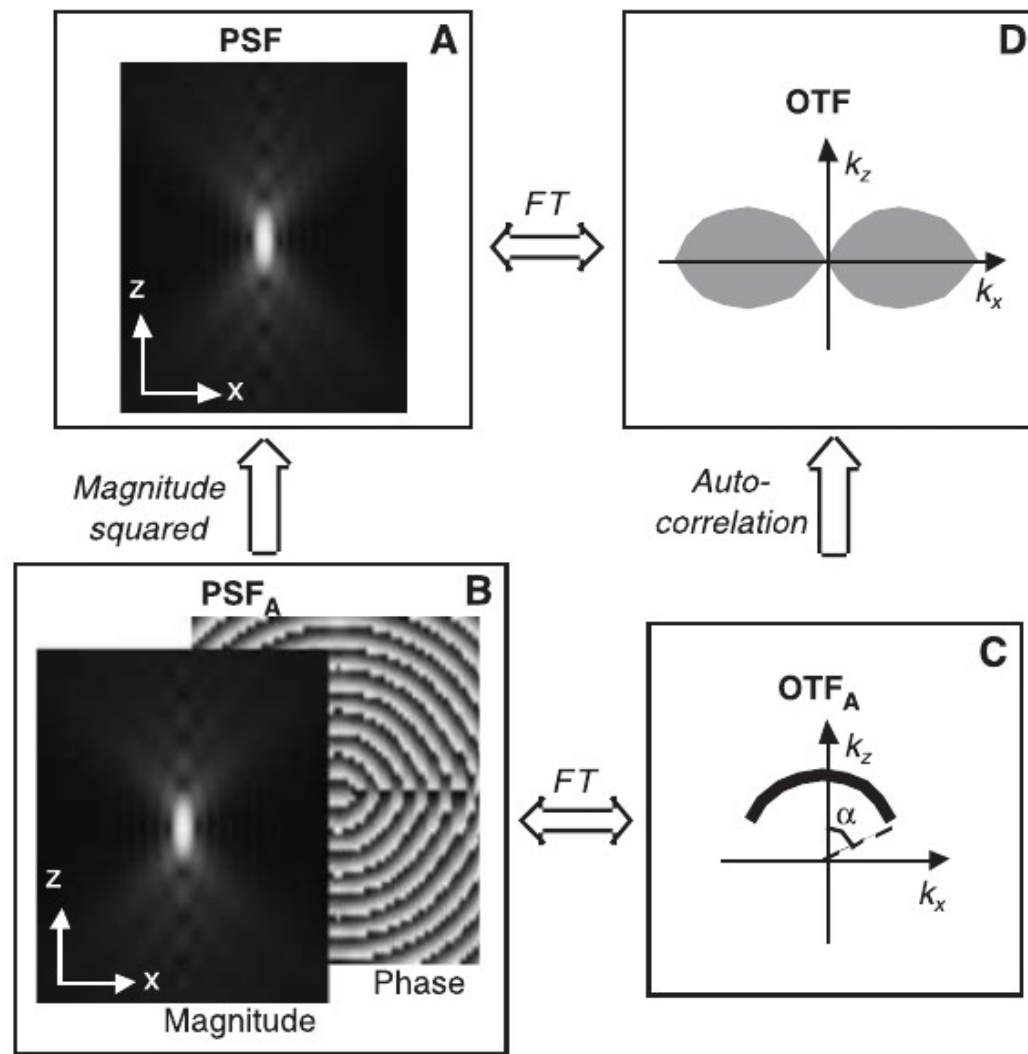 A
PSF
z
x
FT
D
OTF
k_z
k_x
Magnitude
squared
Auto-
correlation
B
PSF_A
z
x
Phase
Magnitude
FT
C
OTF_A
k_z
α
k_x